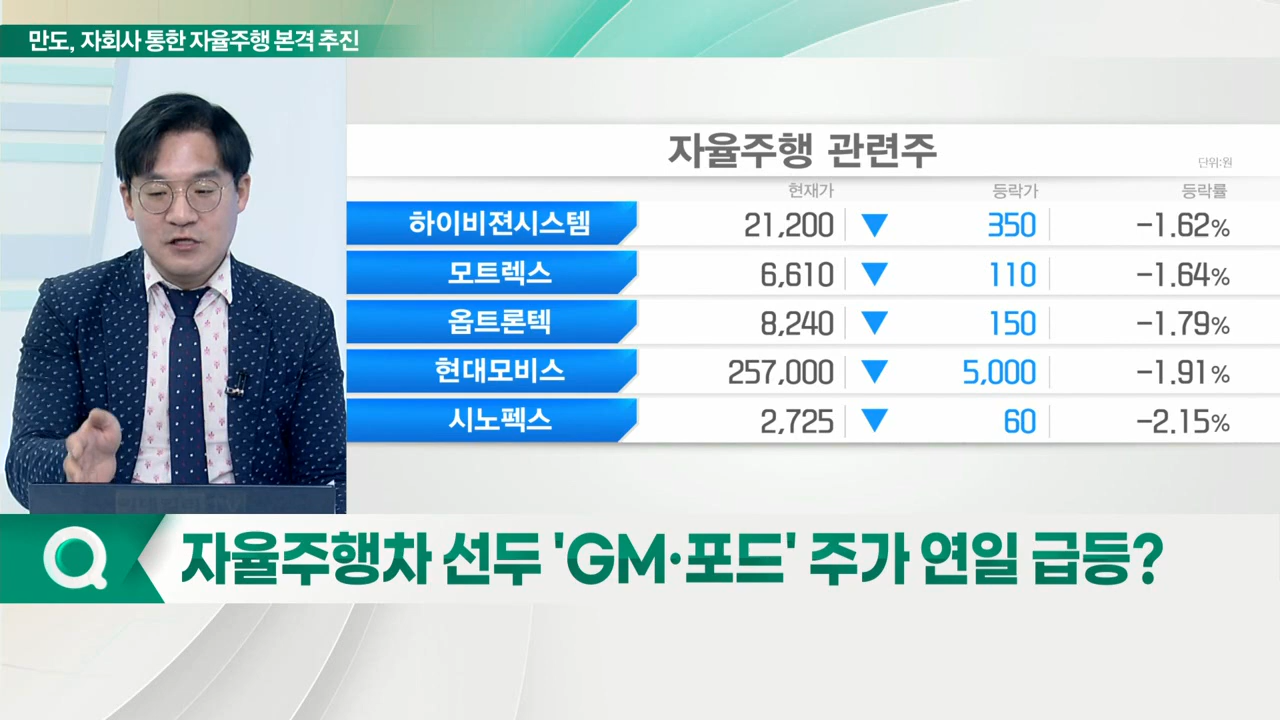 만도, 자회사 통한 자율주행 본격 추진
자율주행 관련주
단위:원
현재가 등락가 등락률
하이비젼시스템 21,200 ▼ 350 -1.62%
모트렉스 6,610 ▼ 110 -1.64%
옵트론텍 8,240 ▼ 150 -1.79%
현대모비스 257,000 ▼ 5,000 -1.91%
시노펙스 2,725 ▼ 60 -2.15%
자율주행차 선두 'GM·포드' 주가 연일 급등?